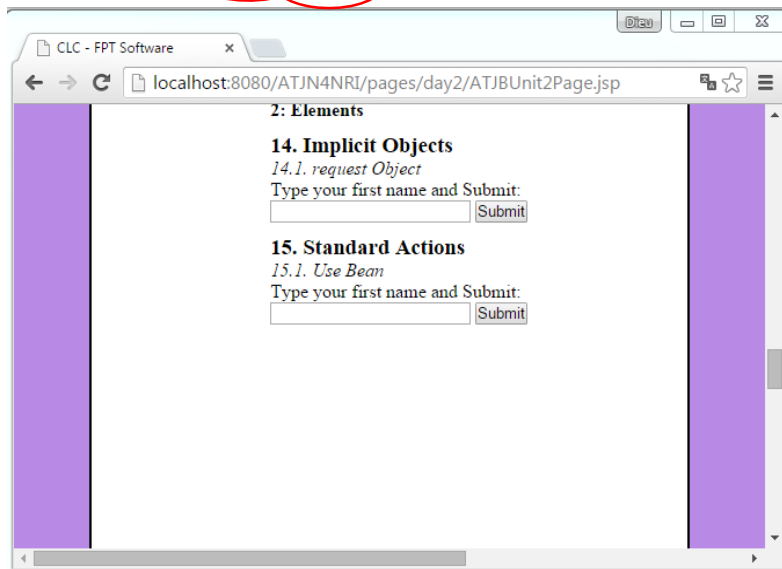 Dieu
CLC - FPT Software
localhost:8080/ATJN4NRI/pages/day2/ATJBUnit2Page.jsp
2: Elements
14. Implicit Objects
14.1. request Object
Type your first name and Submit:
Submit
15. Standard Actions
15.1. Use Bean
Type your first name and Submit:
Submit